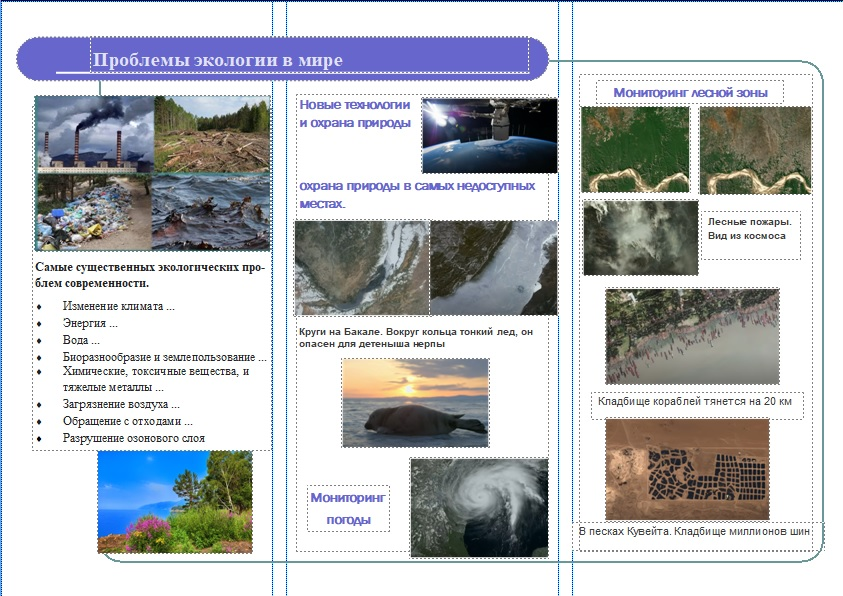 Проблемы экологии в мире
Самые существенных экологических про-
блем современности.
♦ Изменение климата ...
♦ Энергия ...
♦ Вода ...
♦ Биоразнообразие и землепользование ...
♦ Химические, токсичные вещества, и
тяжелые металлы ...
♦ Загрязнение воздуха ...
♦ Обращение с отходами ...
♦ Разрушение озонового слоя
Новые технологии
и охрана природы
охрана природы в самых недоступных
местах.
Круги на Бакале. Вокруг кольца тонкий лед, он
опасен для детеныша нерпы
Мониторинг
погоды
Мониторинг лесной зоны
Лесные пожары.
Вид из космоса
Кладбище кораблей тянется на 20 км
В песках Кувейта. Кладбище миллионов шин